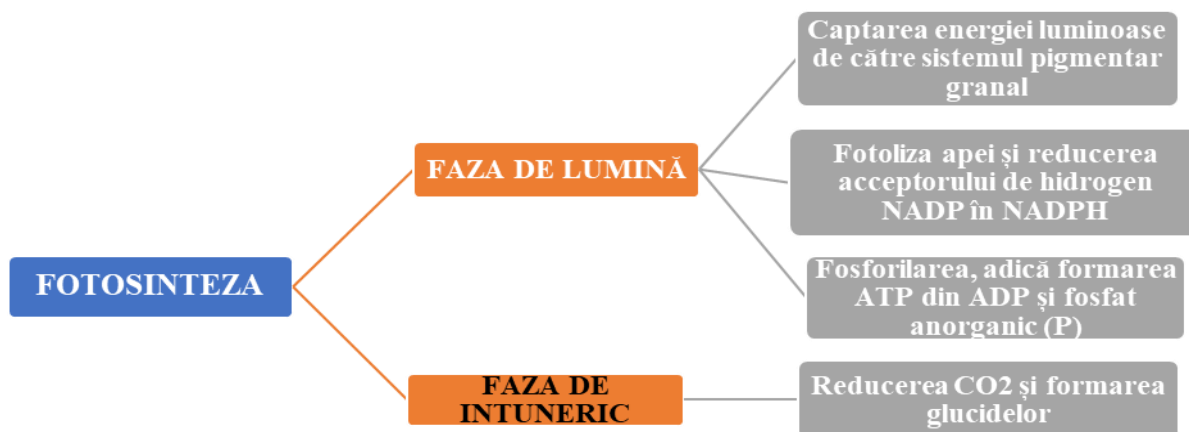 FOTOSINTEZA
FAZA DE LUMINĂ
Captarea energiei luminoase
de către sistemul pigmentar
granal
Fotoliza apei și reducerea
acceptorului de hidrogen
NADP în NADPH
Fosforilarea, adică formarea
ATP din ADP și fosfat
anorganic (P)
FAZA DE
INTUNERIC
Reducerea CO2 și formarea
glucidelor